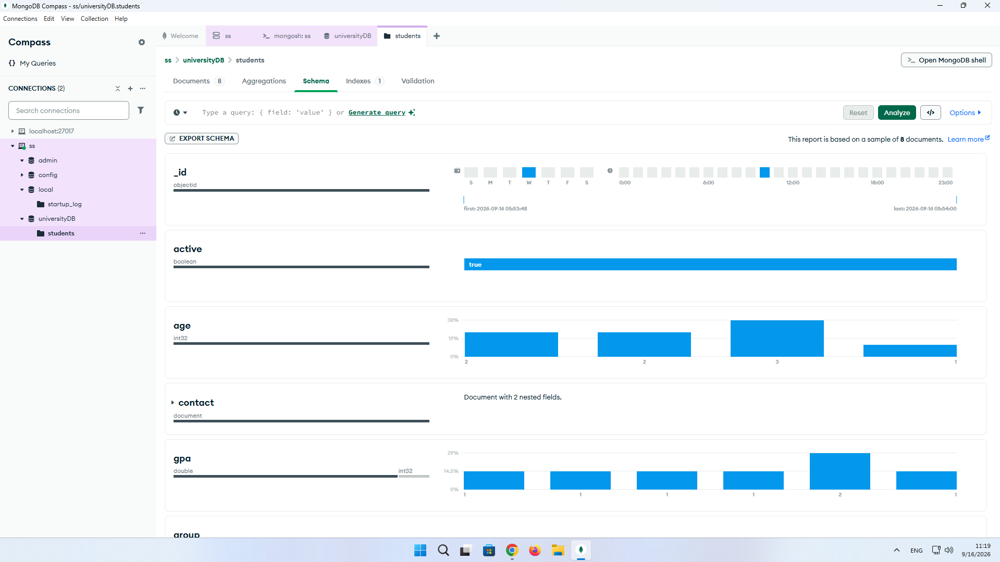 MongoDB Compass - ss/universityDB.students
Connections Edit View Collection Help
Compass
My Queries
CONNECTIONS (2)
Search connections
localhost:27017
ss
admin
config
local
startup_log
universityDB
students
Welcome ss mongosh: ss universityDB students
ss universityDB students
Open MongoDB shell
Documents 8 Aggregations Schema Indexes 1 Validation
Type a query: { field: 'value' } or Generate query
Reset Analyze </> Options
EXPORT SCHEMA
This report is based on a sample of 8 documents. Learn more
_id
objectid
S M T W T F S
0:00 6:00 12:00 18:00 23:00
first: 2026-09-16 05:53:48 last: 2026-09-16 05:54:00
active
boolean
true
age
int32
38%
19%
0%
2 2 3 1
contact
document
Document with 2 nested fields.
gpa
double int32
29%
14.5%
0%
1 1 1 1 2 1
group
ENG
11:19
9/16/2026